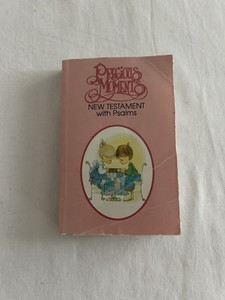 PRECIOUS
MOMENTS
NEW TESTAMENT
with Psalms